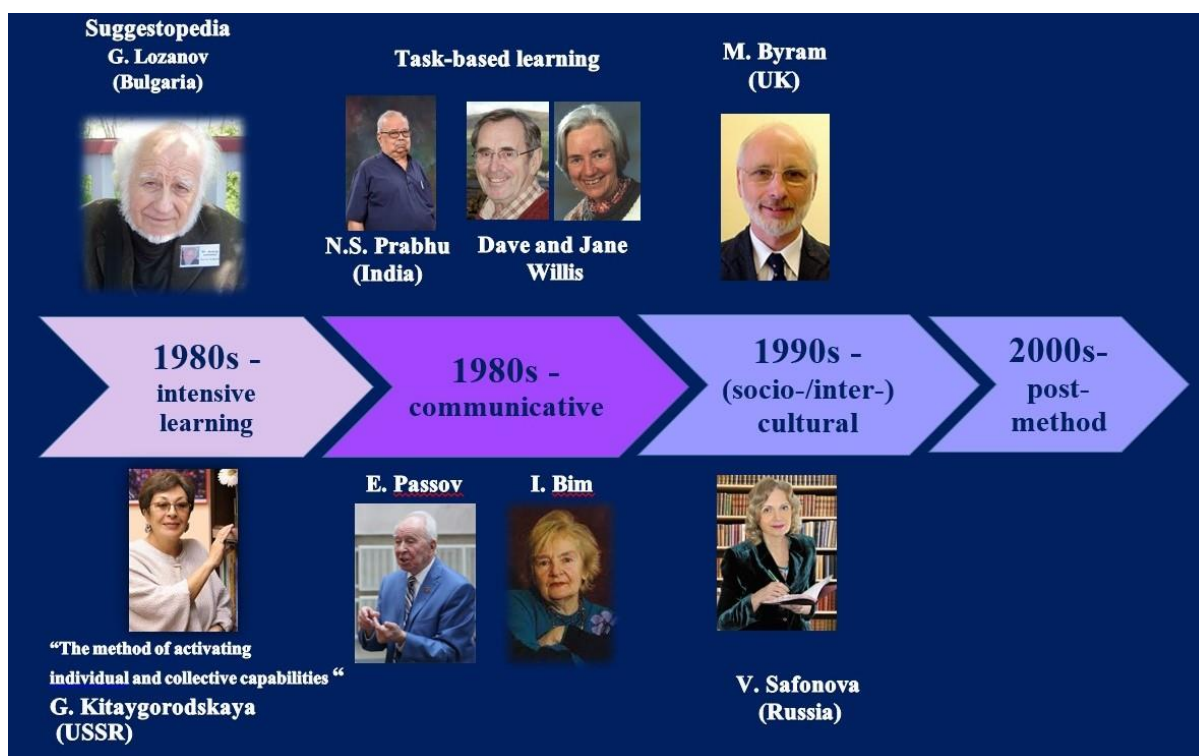 Suggestopedia
G. Lozanov
(Bulgaria)
Task-based learning
M. Byram
(UK)
N.S. Prabhu
(India)
Dave and Jane
Willis
1980s -
intensive
learning
1980s -
communicative
1990s -
(socio-/inter-)
cultural
2000s-
post-
method
E. Passov
I. Bim
“The method of activating
individual and collective capabilities “
G. Kitaygorodskaya
(USSR)
V. Safonova
(Russia)